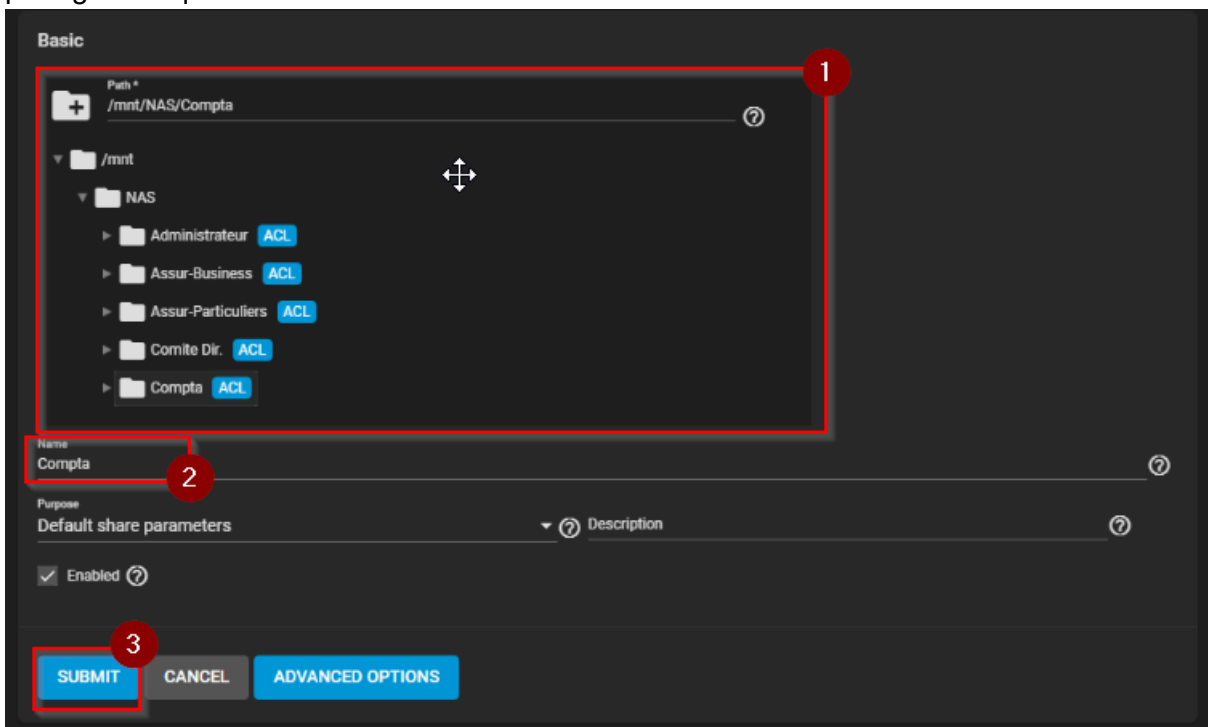 Basic
1
Path *
/mnt/NAS/Compta
/mnt
NAS
Administrateur ACL
Assur-Business ACL
Assur-Particuliers ACL
Comite Dir. ACL
Compta ACL
Name
Compta
2
Purpose
Default share parameters
Description
Enabled
3
SUBMIT CANCEL ADVANCED OPTIONS